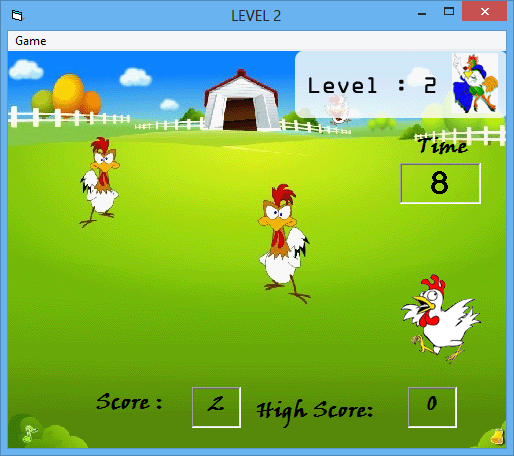 LEVEL 2
Game
Level : 2
Time
8
Score : 2 High Score: 0